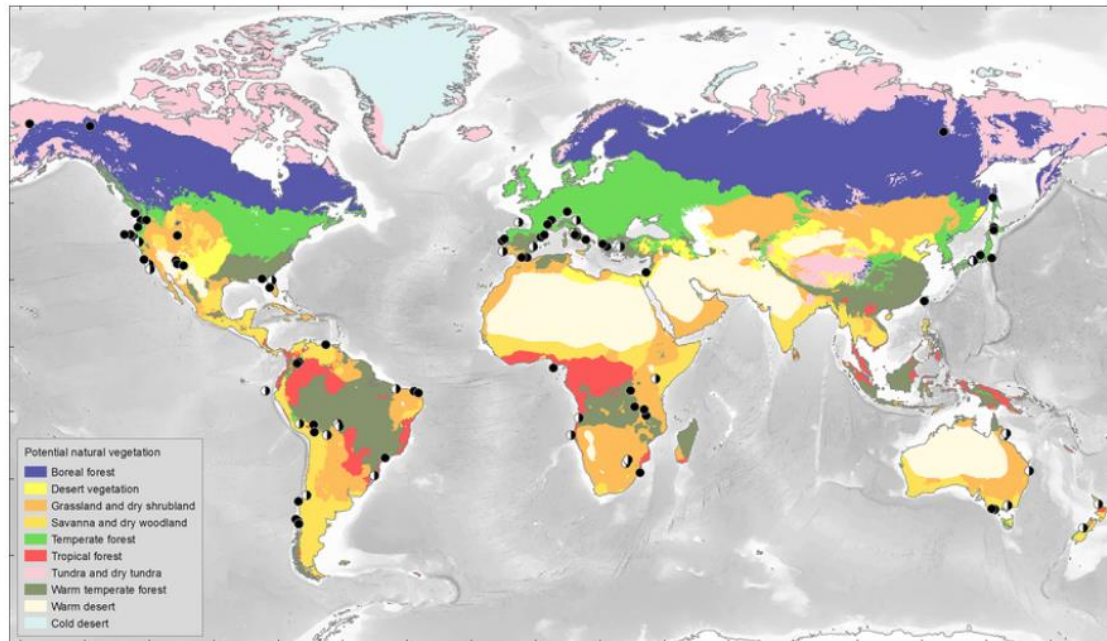 Potential natural vegetation
Boreal forest
Desert vegetation
Grassland and dry shrubland
Savanna and dry woodland
Temperate forest
Tropical forest
Tundra and dry tundra
Warm temperate forest
Warm desert
Cold desert